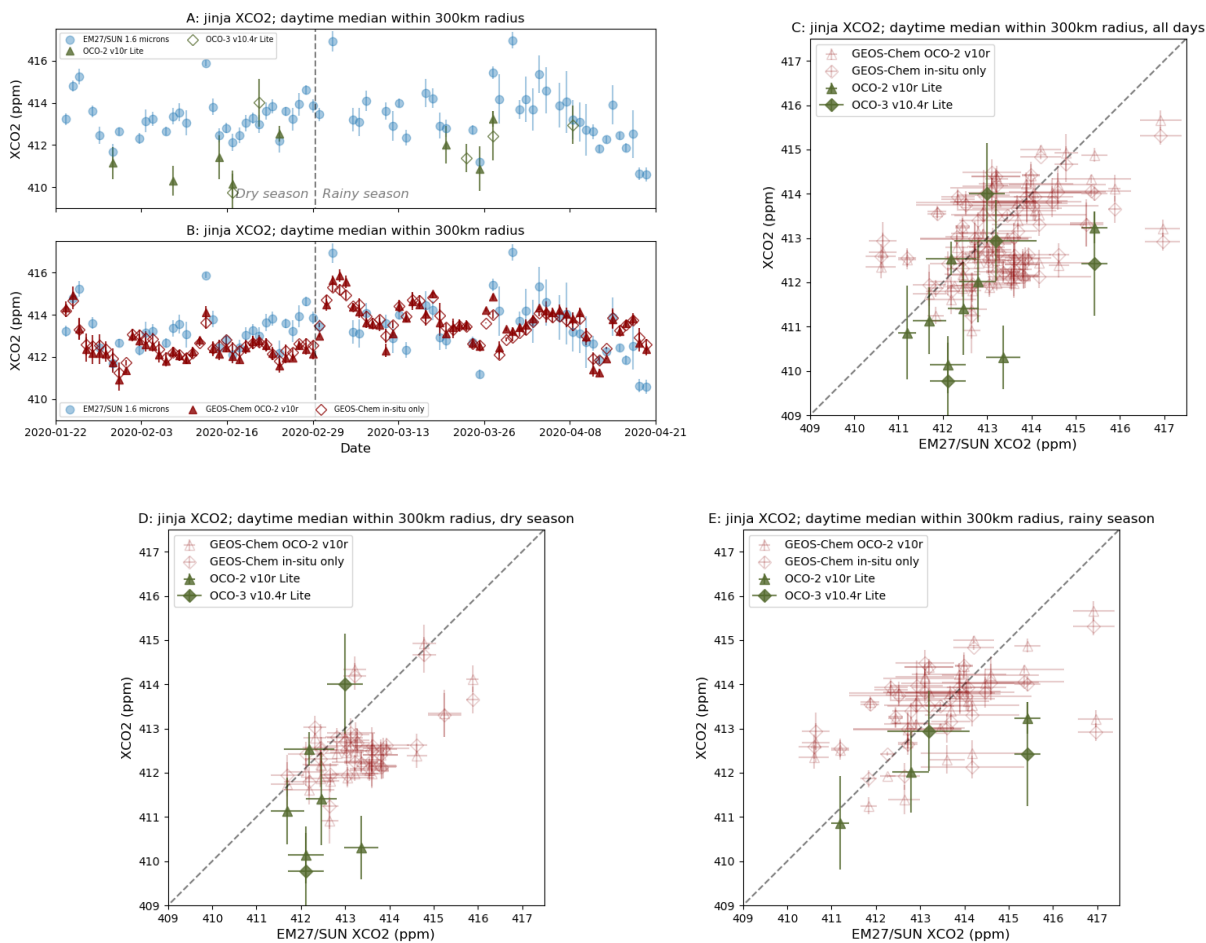 A: jinja XCO2; daytime median within 300km radius
EM27/SUN 1.6 microns
OCO-2 v10r Lite
OCO-3 v10.4r Lite
416
414
412
410
XCO2 (ppm)
Dry season
Rainy season
B: jinja XCO2; daytime median within 300km radius
416
414
412
410
XCO2 (ppm)
EM27/SUN 1.6 microns
GEOS-Chem OCO-2 v10r
GEOS-Chem in-situ only
2020-01-22 2020-02-03 2020-02-16 2020-02-29 2020-03-13 2020-03-26 2020-04-08 2020-04-21
Date
C: jinja XCO2; daytime median within 300km radius, all days
GEOS-Chem OCO-2 v10r
GEOS-Chem in-situ only
OCO-2 v10r Lite
OCO-3 v10.4r Lite
417
416
415
414
413
412
411
410
409
XCO2 (ppm)
409 410 411 412 413 414 415 416 417
EM27/SUN XCO2 (ppm)
D: jinja XCO2; daytime median within 300km radius, dry season
GEOS-Chem OCO-2 v10r
GEOS-Chem in-situ only
OCO-2 v10r Lite
OCO-3 v10.4r Lite
417
416
415
414
413
412
411
410
409
XCO2 (ppm)
409 410 411 412 413 414 415 416 417
EM27/SUN XCO2 (ppm)
E: jinja XCO2; daytime median within 300km radius, rainy season
GEOS-Chem OCO-2 v10r
GEOS-Chem in-situ only
OCO-2 v10r Lite
OCO-3 v10.4r Lite
417
416
415
414
413
412
411
410
409
XCO2 (ppm)
409 410 411 412 413 414 415 416 417
EM27/SUN XCO2 (ppm)